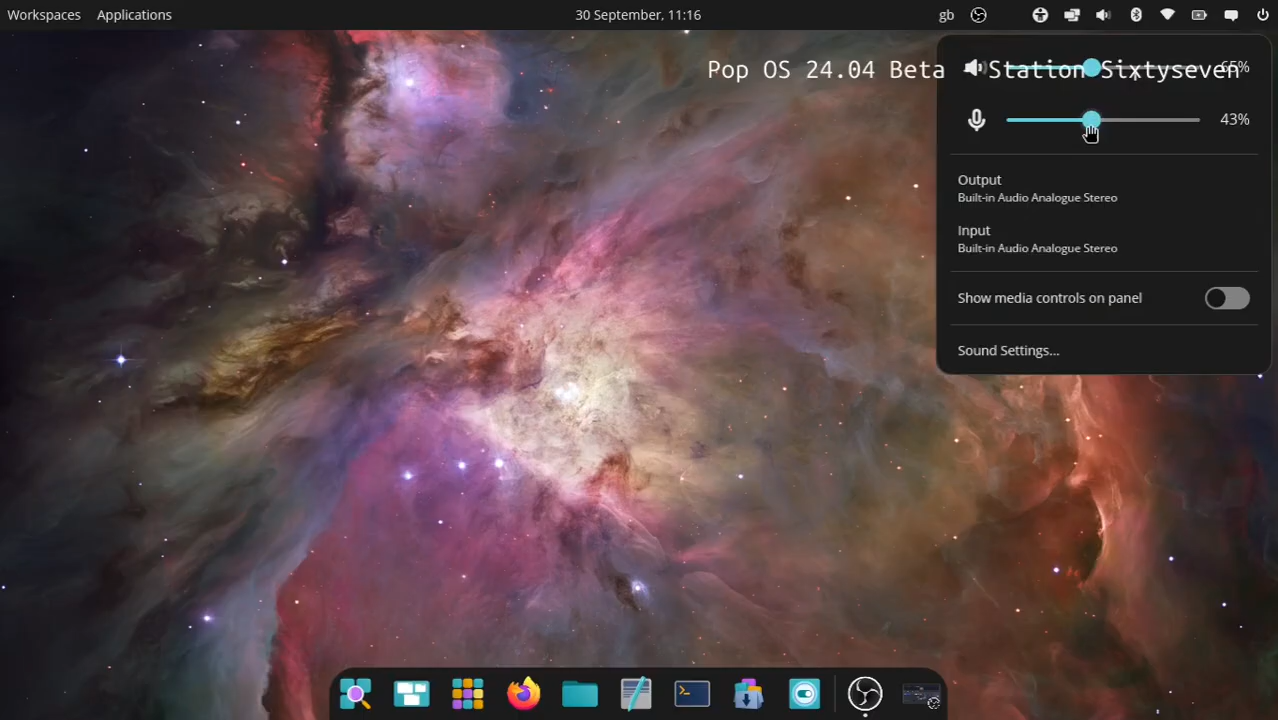 Workspaces Applications 30 September, 11:16 gb
Pop OS 24.04 Beta - Station Sixtyseven
43%
Output
Built-in Audio Analogue Stereo
Input
Built-in Audio Analogue Stereo
Show media controls on panel
Sound Settings...